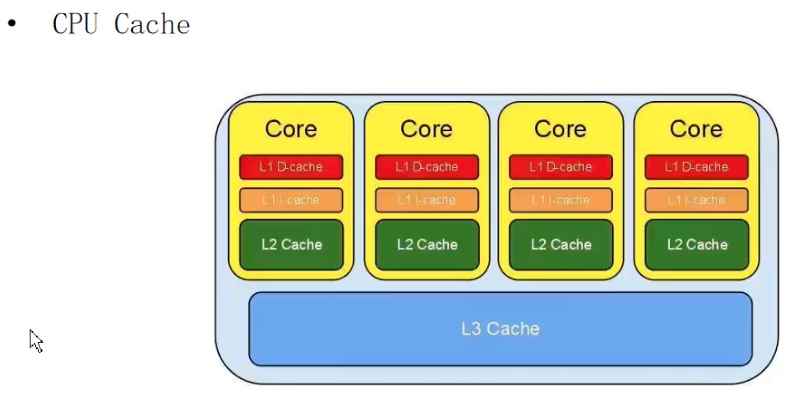 • CPU Cache
Core Core Core Core
L1 D-cache L1 D-cache L1 D-cache L1 D-cache
L1 I-cache L1 I-cache L1 I-cache L1 I-cache
L2 Cache L2 Cache L2 Cache L2 Cache
L3 Cache